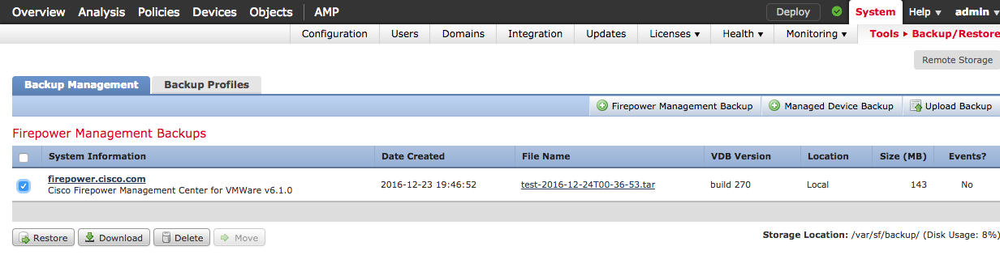 Overview Analysis Policies Devices Objects AMP Deploy System Help admin
Configuration Users Domains Integration Updates Licenses Health Monitoring Tools Backup/Restore
Remote Storage
Backup Management Backup Profiles
Firepower Management Backup Managed Device Backup Upload Backup
Firepower Management Backups
System Information Date Created File Name VDB Version Location Size (MB) Events?
firepower.cisco.com
Cisco Firepower Management Center for VMWare v6.1.0 2016-12-23 19:46:52 test-2016-12-24T00-36-53.tar build 270 Local 143 No
Restore Download Delete Move Storage Location: /var/sf/backup/ (Disk Usage: 8%)